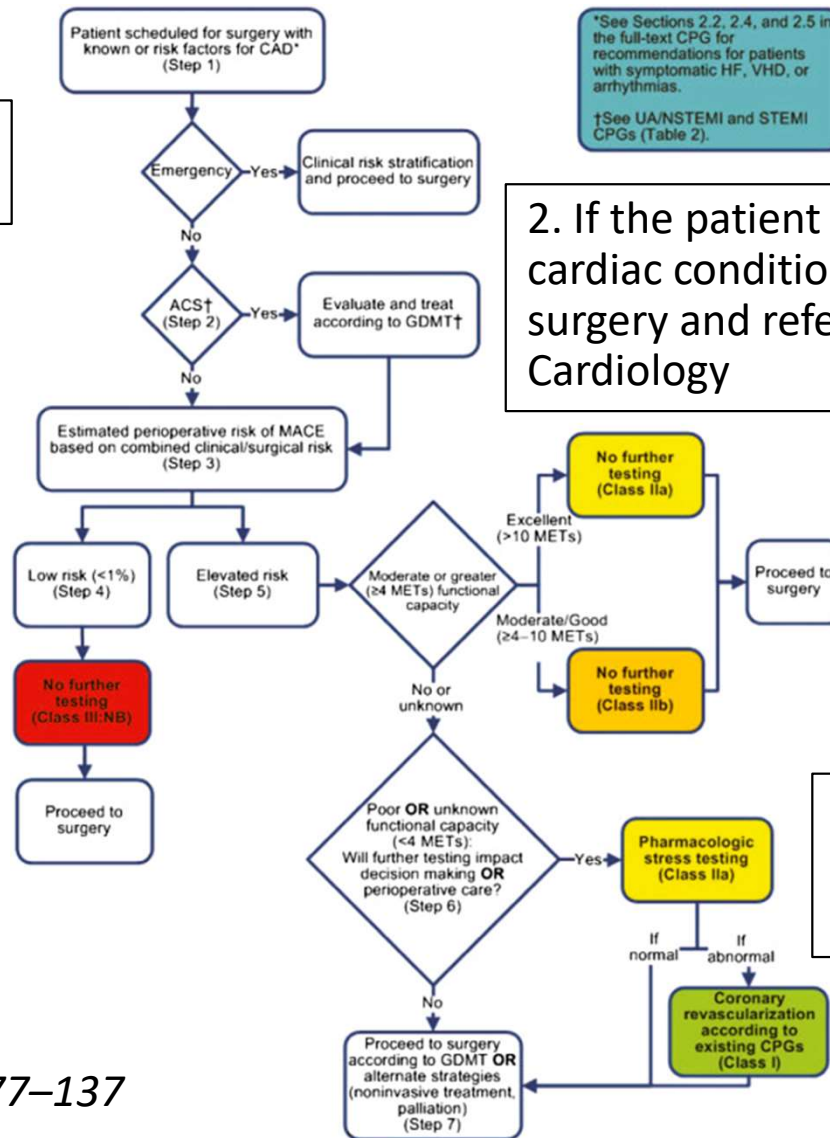 Patient scheduled for surgery with
known or risk factors for CAD*
(Step 1)
*See Sections 2.2, 2.4, and 2.5 in
the full-text CPG for
recommendations for patients
with symptomatic HF, VHD, or
arrhythmias.
†See UA/NSTEMI and STEMI
CPGs (Table 2).
Emergency
Yes
Clinical risk stratification
and proceed to surgery
No
2. If the patient
cardiac conditio
surgery and refe
Cardiology
ACS†
(Step 2)
Yes
Evaluate and treat
according to GDMT†
No
Estimated perioperative risk of MACE
based on combined clinical/surgical risk
(Step 3)
Low risk (<1%)
(Step 4)
Elevated risk
(Step 5)
Moderate or greater
(≥4 METs) functional
capacity
Excellent
(>10 METs)
No further
testing
(Class IIa)
Moderate/Good
(≥4–10 METs)
No further
testing
(Class IIb)
Proceed to
surgery
No further
testing
(Class III:NB)
Proceed to
surgery
No or
unknown
Poor OR unknown
functional capacity
(<4 METs):
Will further testing impact
decision making OR
perioperative care?
(Step 6)
Yes
Pharmacologic
stress testing
(Class IIa)
If
normal
If
abnormal
Coronary
revascularization
according to
existing CPGs
(Class I)
No
Proceed to surgery
according to GDMT OR
alternate strategies
(noninvasive treatment,
palliation)
(Step 7)
77–137